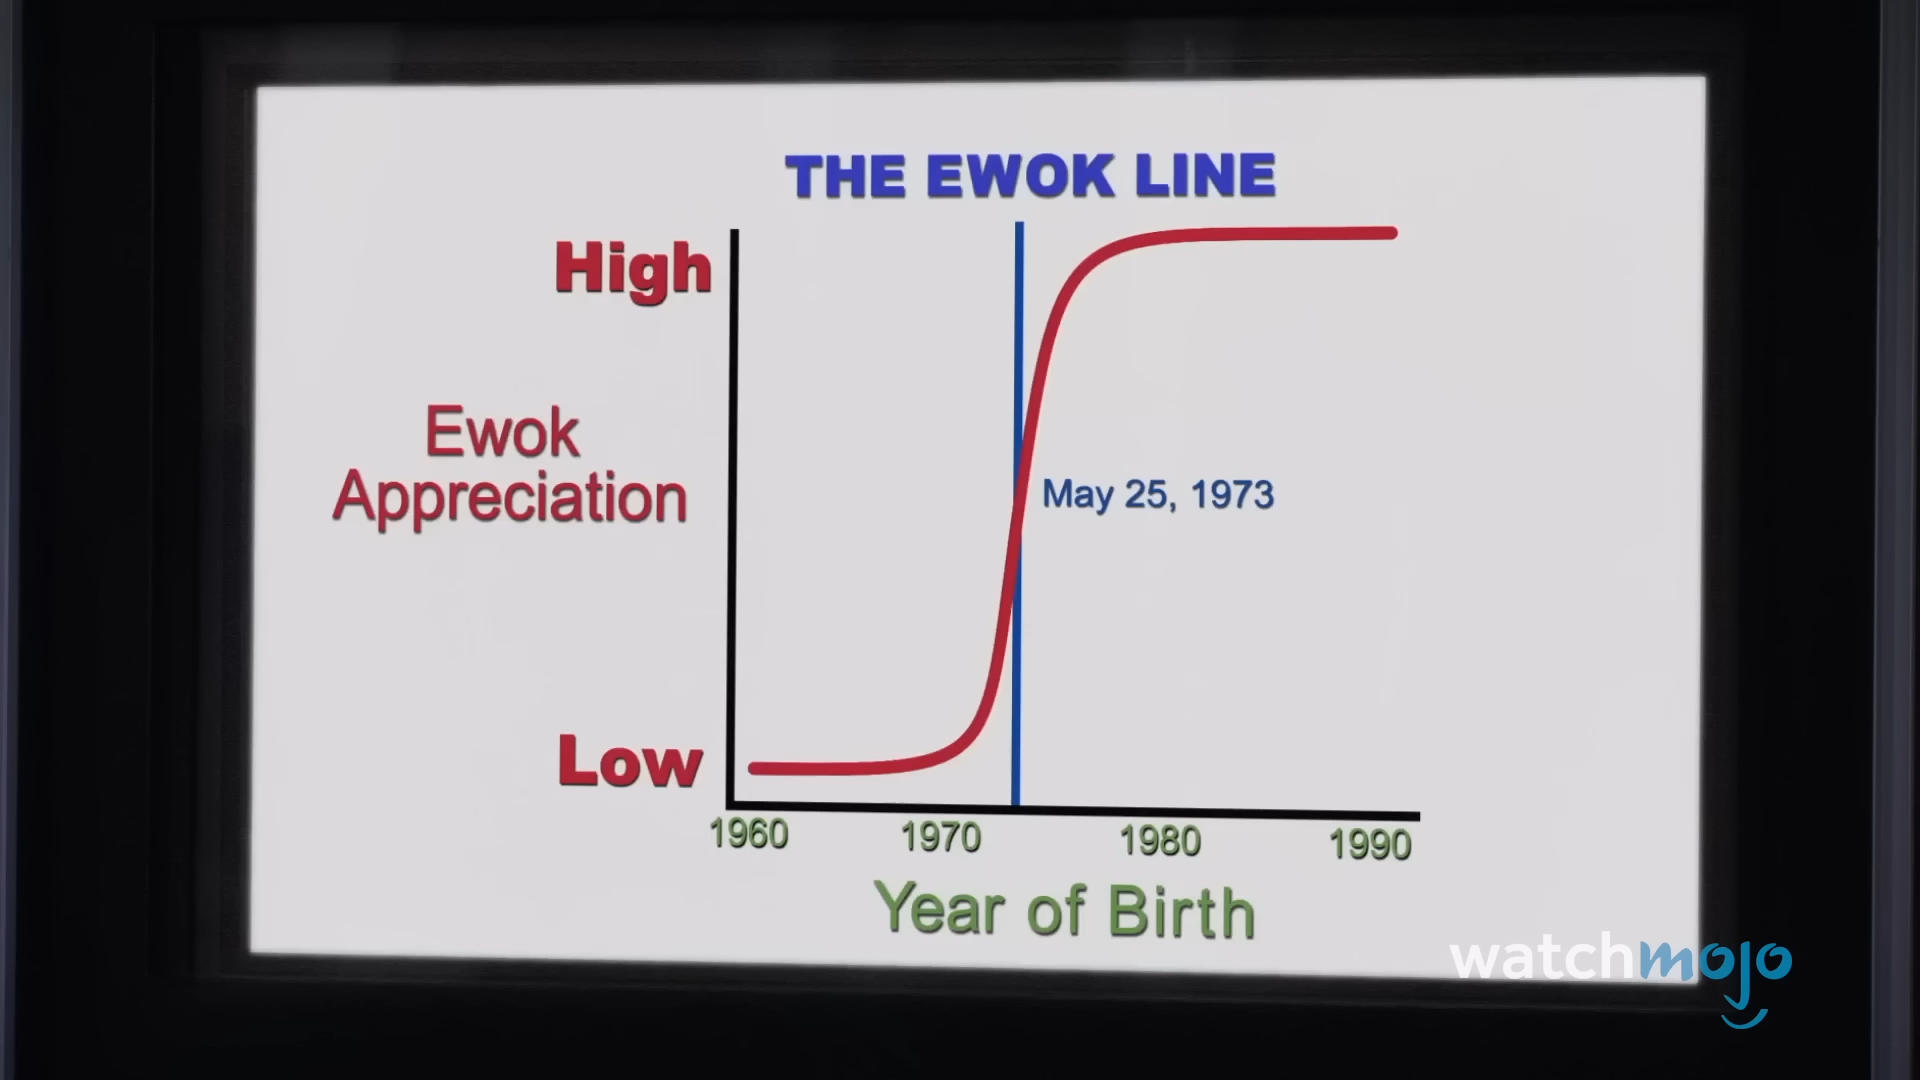 THE EWOK LINE
High
Ewok
Appreciation
May 25, 1973
Low
1960 1970 1980 1990
Year of Birth
watchmojo